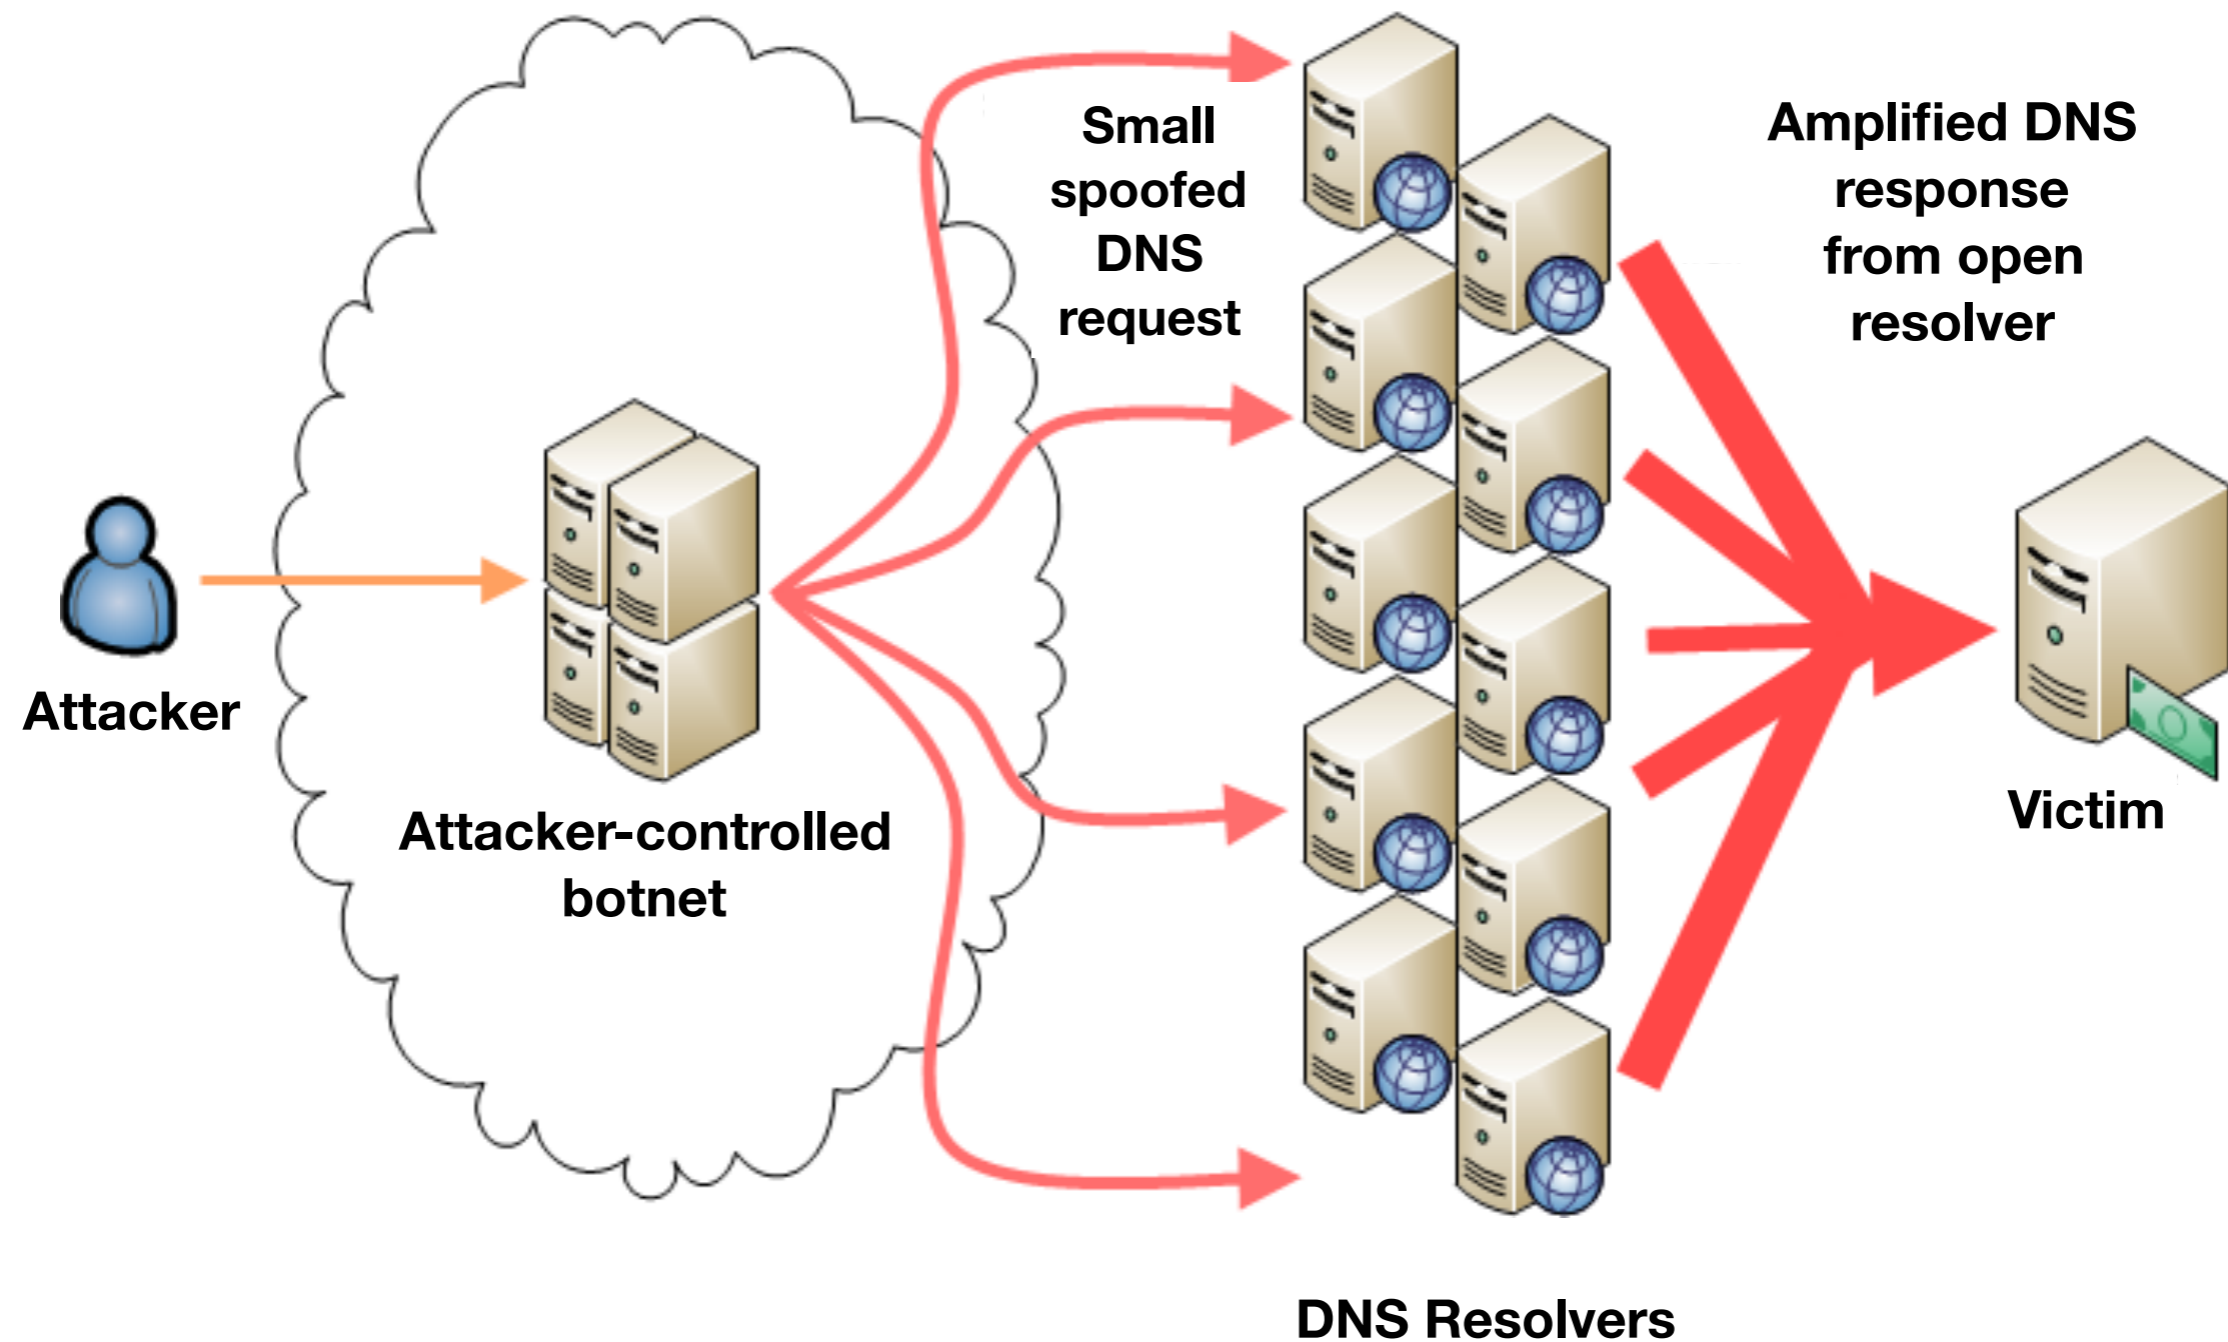 Small
spoofed
DNS
request
Amplified DNS
response
from open
resolver
Attacker
Attacker-controlled
botnet
Victim
DNS Resolvers